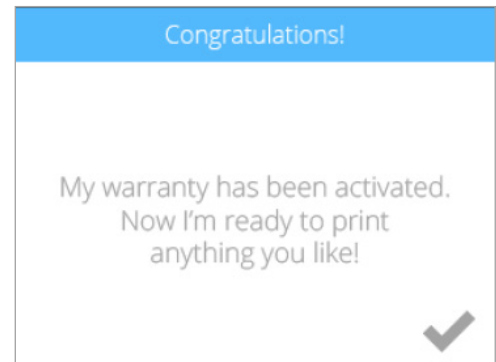 Congratulations!
My warranty has been activated.
Now I'm ready to print
anything you like!